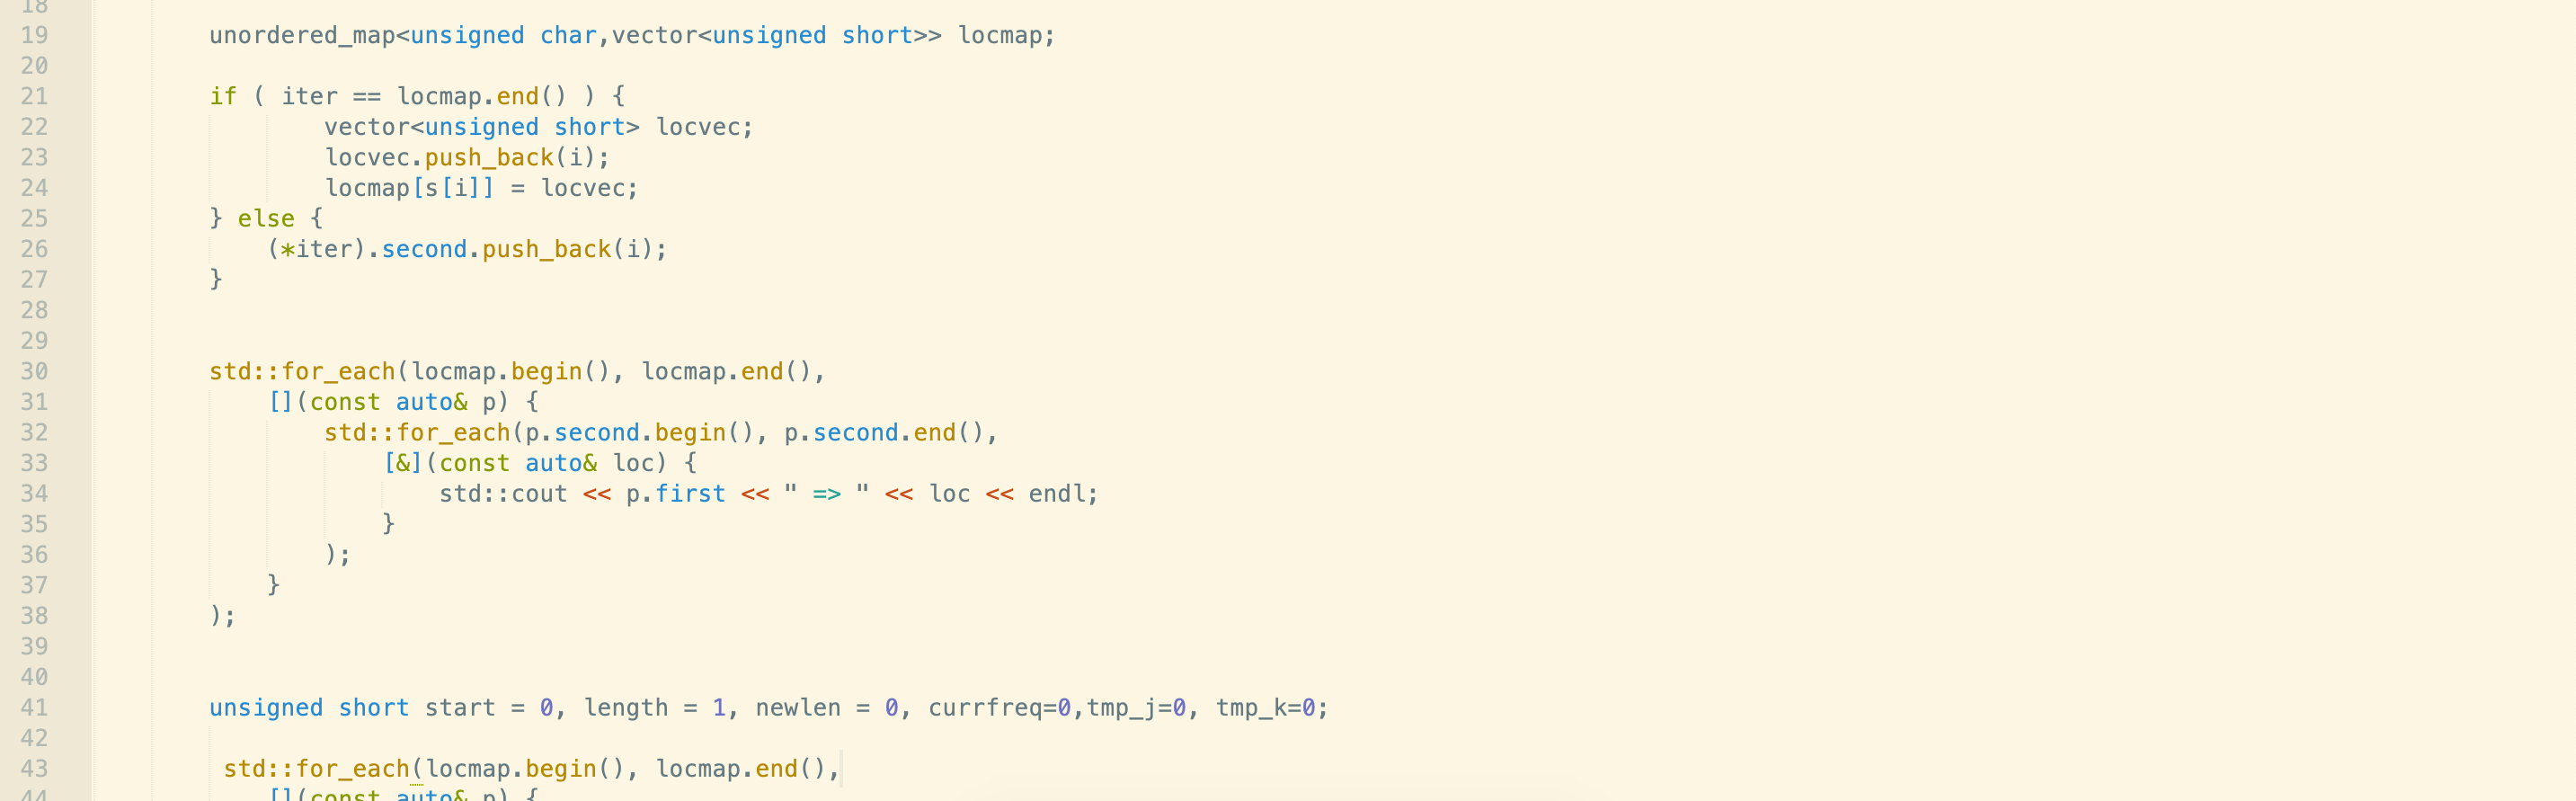 18
19 unordered_map<unsigned char,vector<unsigned short>> locmap;
20
21 if ( iter == locmap.end() ) {
22 vector<unsigned short> locvec;
23 locvec.push_back(i);
24 locmap[s[i]] = locvec;
25 } else {
26 (*iter).second.push_back(i);
27 }
28
29
30 std::for_each(locmap.begin(), locmap.end(),
31 [](const auto& p) {
32 std::for_each(p.second.begin(), p.second.end(),
33 [&](const auto& loc) {
34 std::cout << p.first << " => " << loc << endl;
35 }
36 );
37 }
38 );
39
40
41 unsigned short start = 0, length = 1, newlen = 0, currfreq=0,tmp_j=0, tmp_k=0;
42
43 std::for_each(locmap.begin(), locmap.end(),
44 [](const auto& p) {